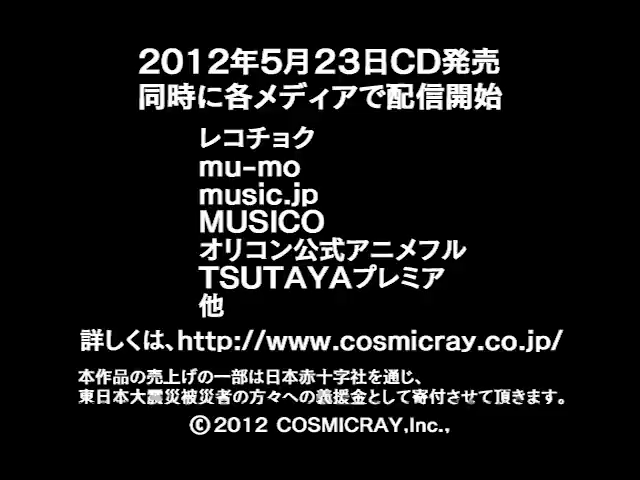 2012年5月23日CD発売
同時に各メディアで配信開始
レコチョク
mu-mo
music.jp
MUSICO
オリコン公式アニメフル
TSUTAYAプレミア
他
詳しくは、http://www.cosmicray.co.jp/
本作品の売上げの一部は日本赤十字社を通じ、
東日本大震災被災者の方々への義援金として寄付させて頂きます。
©2012 COSMICRAY,Inc.,